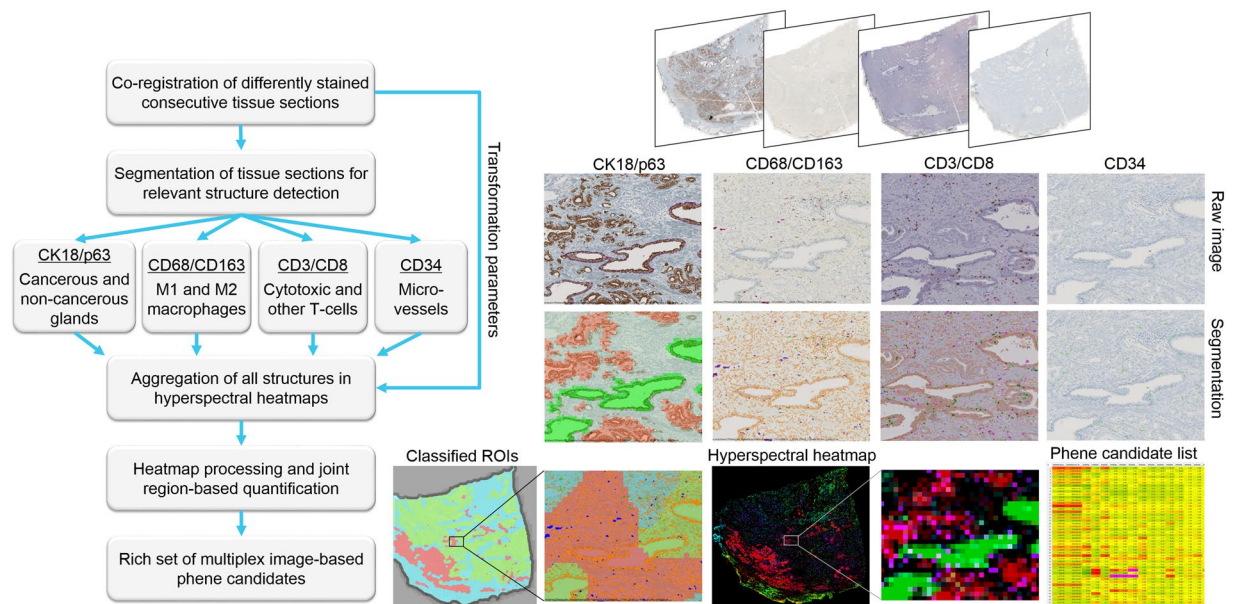 Co-registration of differently stained
consecutive tissue sections
Segmentation of tissue sections for
relevant structure detection
CK18/p63
Cancerous and
non-cancerous
glands
CD68/CD163
M1 and M2
macrophages
CD3/CD8
Cytotoxic and
other T-cells
CD34
Micro-
vessels
Transformation parameters
Aggregation of all structures in
hyperspectral heatmaps
Heatmap processing and joint
region-based quantification
Rich set of multiplex image-based
phene candidates
CK18/p63
CD68/CD163
CD3/CD8
CD34
Raw image
Segmentation
Classified ROIs
Hyperspectral heatmap
Phene candidate list